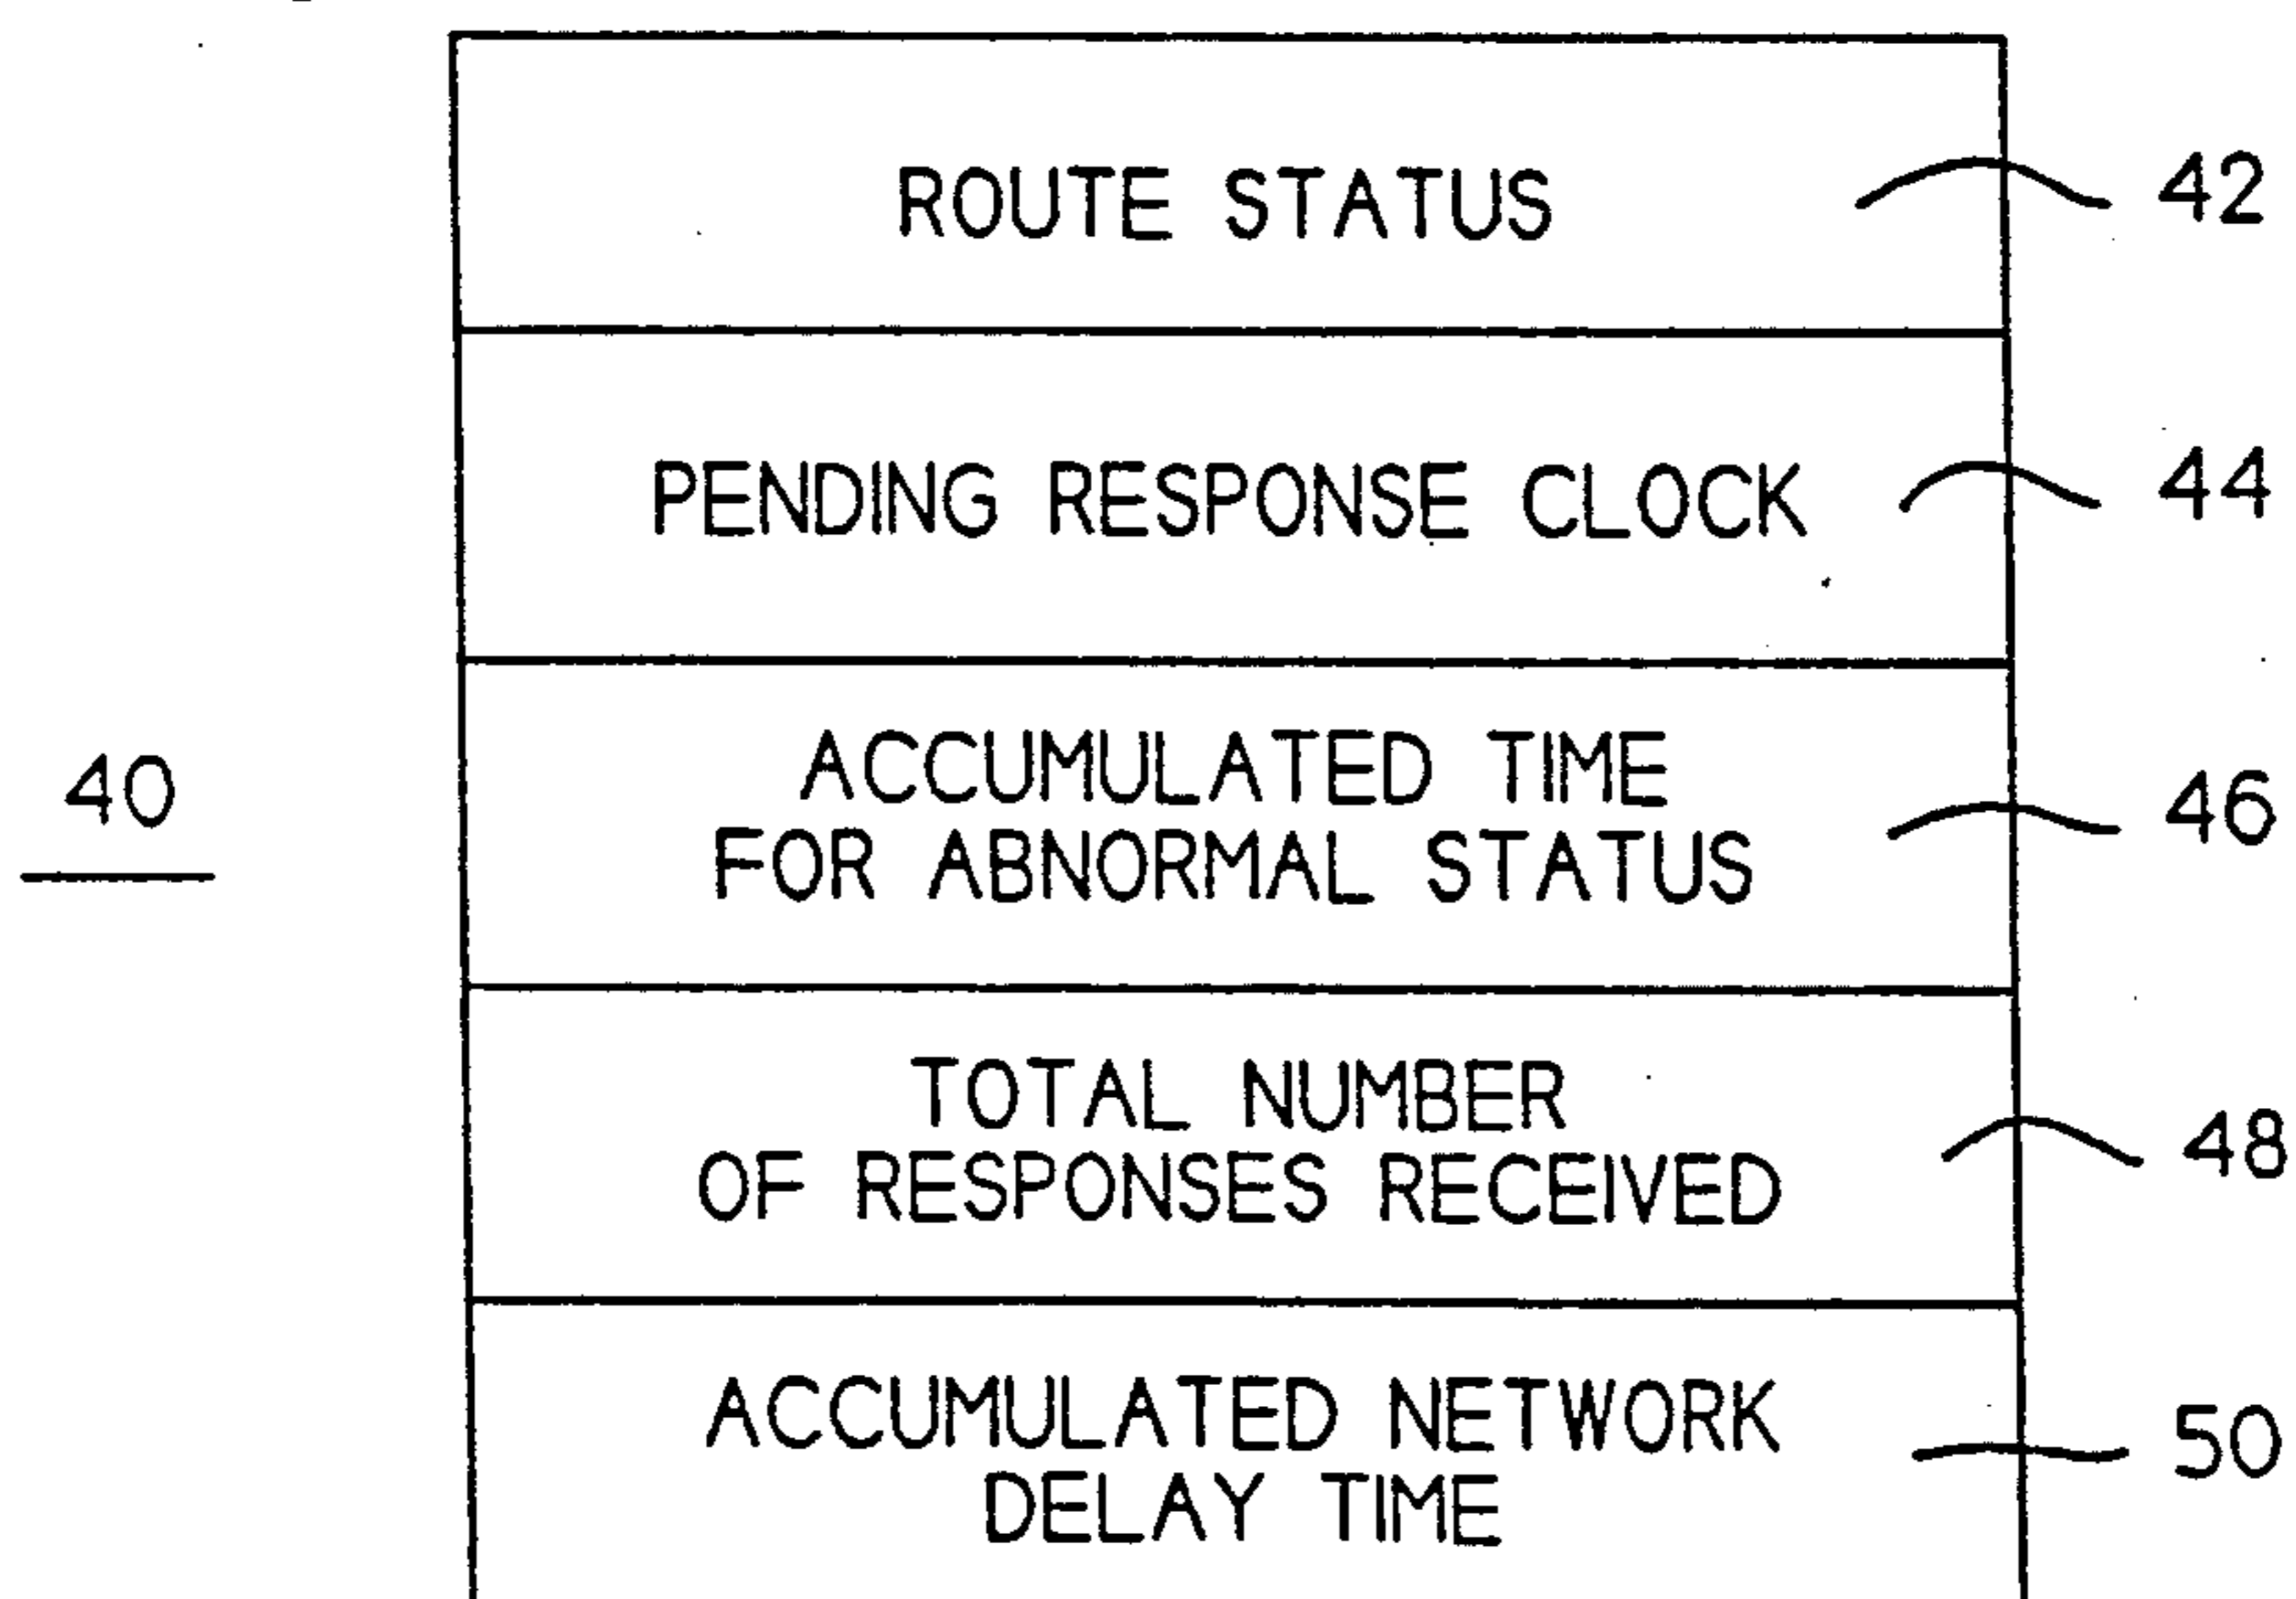 ROUTE STATUS
42
PENDING RESPONSE CLOCK
44
40
ACCUMULATED TIME
FOR ABNORMAL STATUS
46
TOTAL NUMBER
OF RESPONSES RECEIVED
48
ACCUMULATED NETWORK
DELAY TIME
50